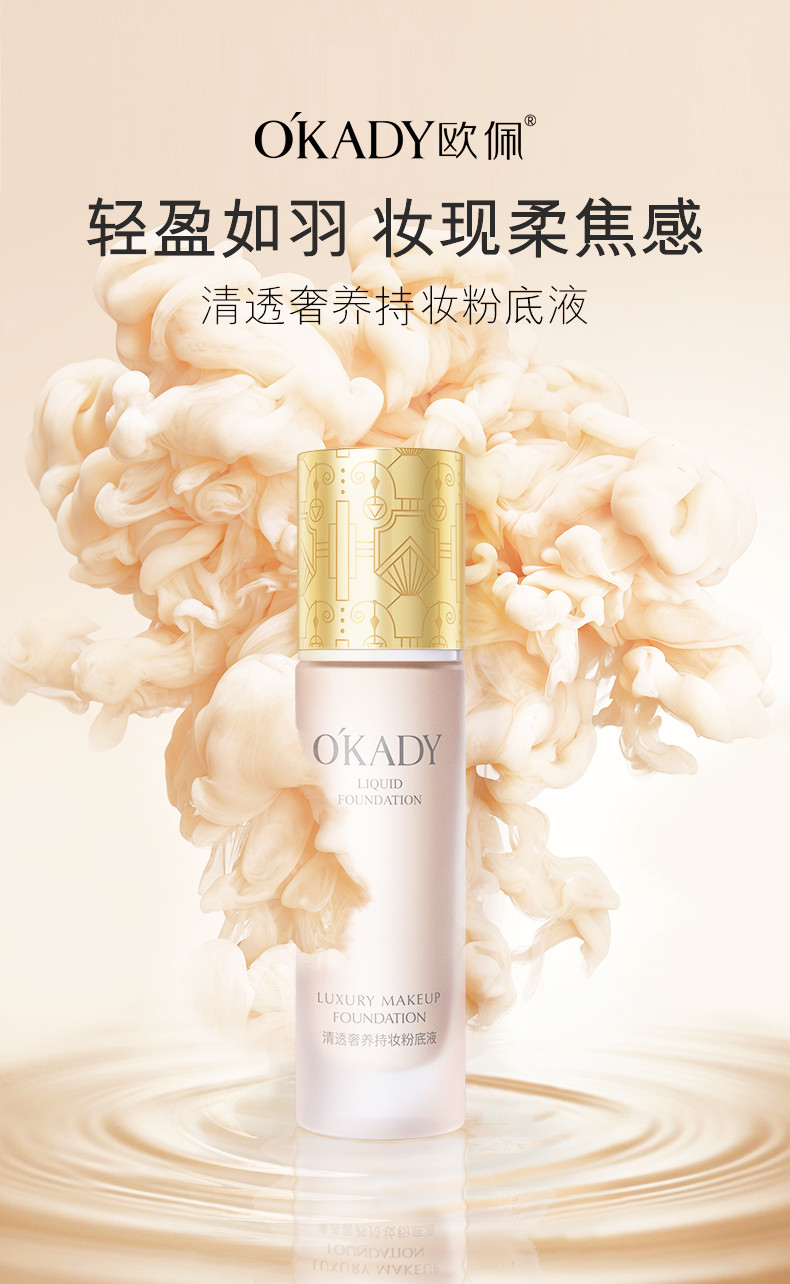 O'KADY欧佩®
轻盈如羽 妆现柔焦感
清透奢养持妆粉底液
O'KADY
LIQUID
FOUNDATION
LUXURY MAKEUP
FOUNDATION
清透奢养持妆粉底液